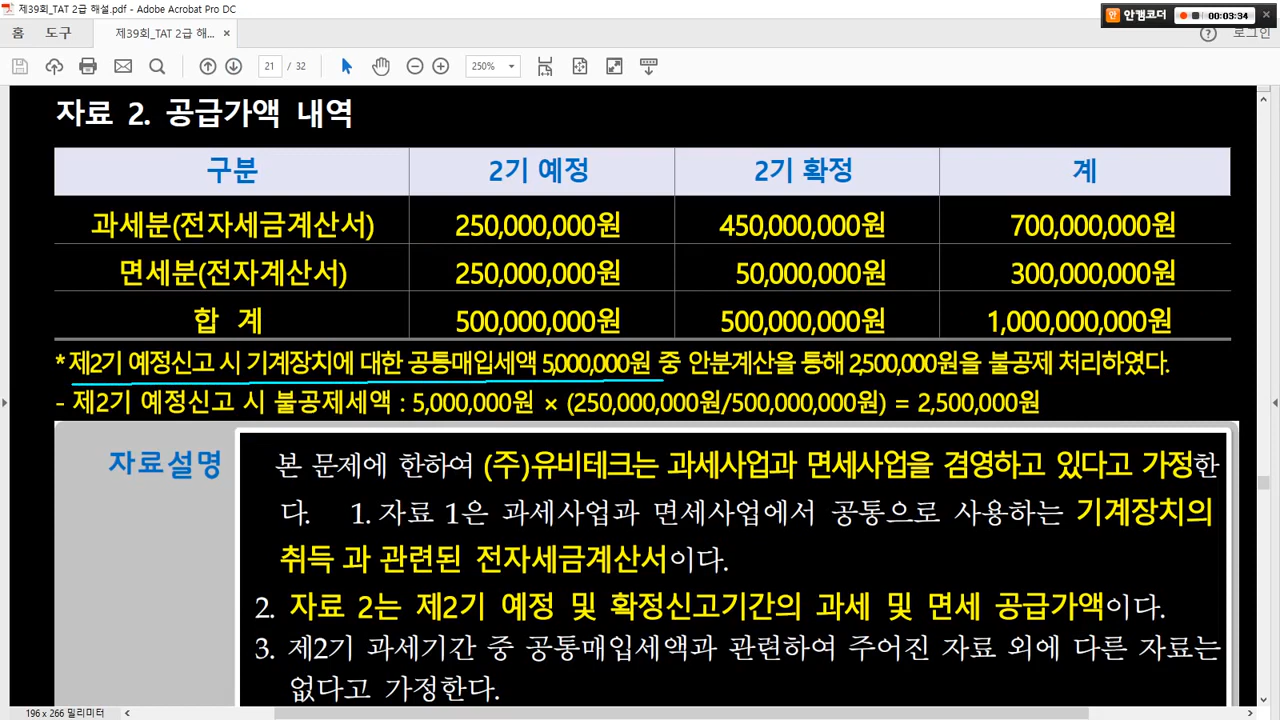 제39회_TAT 2급 해설.pdf - Adobe Acrobat Pro DC
안캠코더 00:03:34
홈 도구 제39회_TAT 2급 해... × 로그인
21 / 32 250%
자료 2. 공급가액 내역
구분 2기 예정 2기 확정 계
과세분(전자세금계산서) 250,000,000원 450,000,000원 700,000,000원
면세분(전자계산서) 250,000,000원 50,000,000원 300,000,000원
합 계 500,000,000원 500,000,000원 1,000,000,000원
* 제2기 예정신고 시 기계장치에 대한 공통매입세액 5,000,000원 중 안분계산을 통해 2,500,000원을 불공제 처리하였다.
- 제2기 예정신고 시 불공제세액 : 5,000,000원 × (250,000,000원/500,000,000원) = 2,500,000원
자료설명 본 문제에 한하여 (주)유비테크는 과세사업과 면세사업을 겸영하고 있다고 가정한
다. 1. 자료 1은 과세사업과 면세사업에서 공통으로 사용하는 기계장치의
취득 과 관련된 전자세금계산서이다.
2. 자료 2는 제2기 예정 및 확정신고기간의 과세 및 면세 공급가액이다.
3. 제2기 과세기간 중 공통매입세액과 관련하여 주어진 자료 외에 다른 자료는
없다고 가정한다.
196 x 266 밀리미터